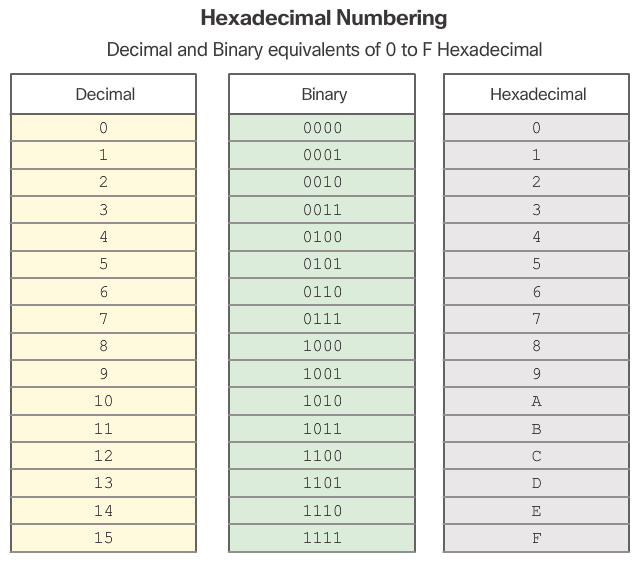 Hexadecimal Numbering
Decimal and Binary equivalents of 0 to F Hexadecimal
Decimal Binary Hexadecimal
0 0000 0
1 0001 1
2 0010 2
3 0011 3
4 0100 4
5 0101 5
6 0110 6
7 0111 7
8 1000 8
9 1001 9
10 1010 A
11 1011 B
12 1100 C
13 1101 D
14 1110 E
15 1111 F